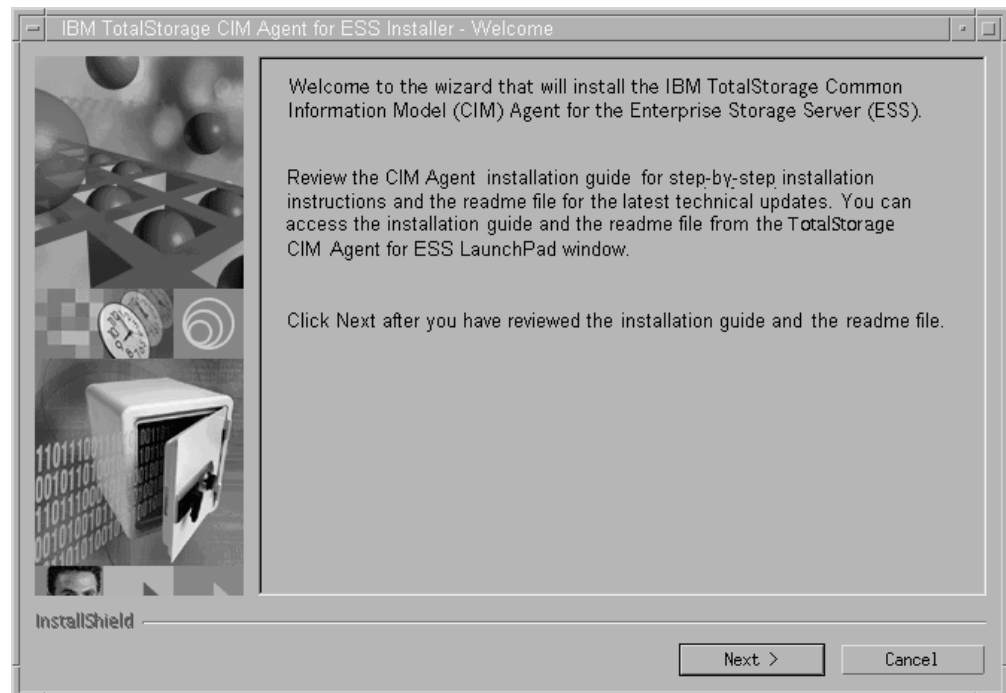 IBM TotalStorage CIM Agent for ESS Installer - Welcome
Welcome to the wizard that will install the IBM TotalStorage Common
Information Model (CIM) Agent for the Enterprise Storage Server (ESS).
Review the CIM Agent installation guide for step-by-step installation
instructions and the readme file for the latest technical updates. You can
access the installation guide and the readme file from the TotalStorage
CIM Agent for ESS LaunchPad window.
Click Next after you have reviewed the installation guide and the readme file.
InstallShield
Next >
Cancel